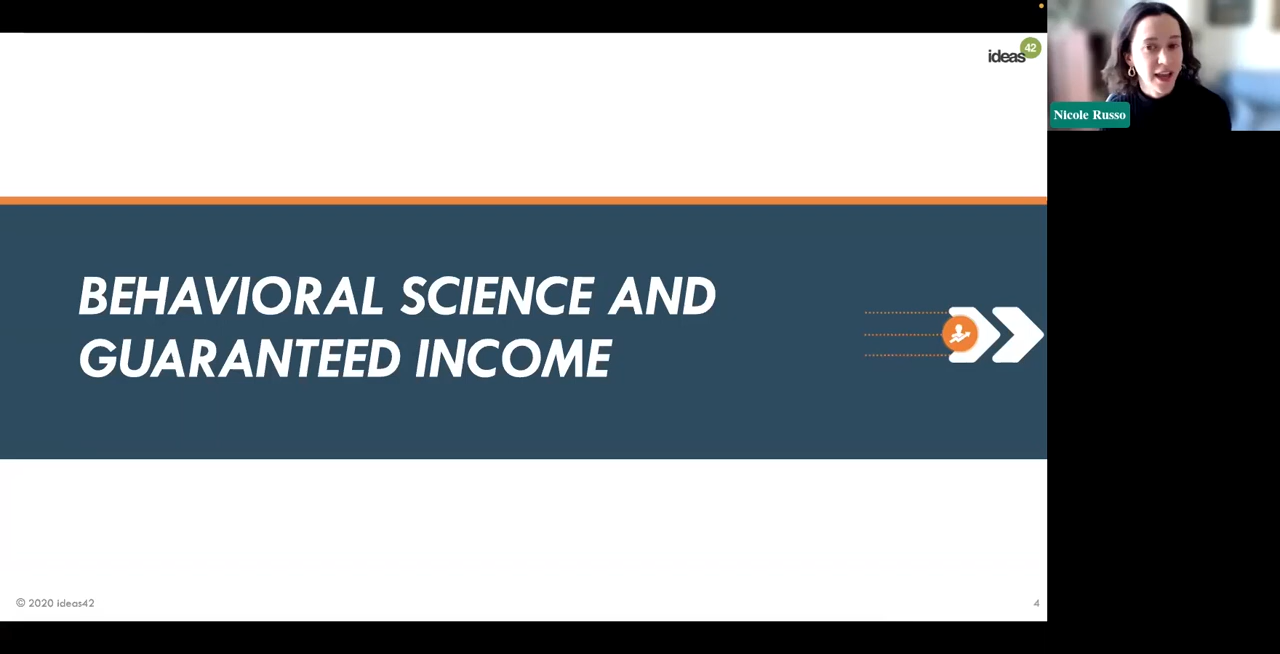 ideas42
Nicole Russo
BEHAVIORAL SCIENCE AND
GUARANTEED INCOME
© 2020 ideas42
4